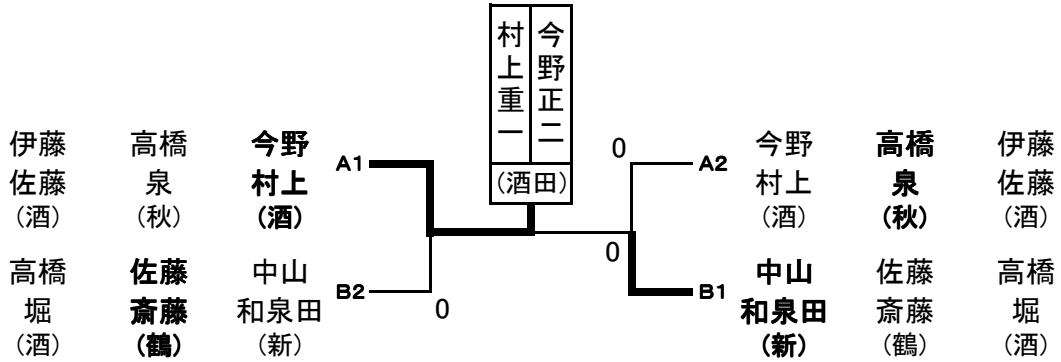 今野正二
村上重一
(酒田)
伊藤 高橋 今野
佐藤 泉 村上
(酒) (秋) (酒)
A1
高橋 佐藤 中山
堀 斎藤 和泉田
(酒) (鶴) (新)
B2
0
0
0
A2
今野 高橋 伊藤
村上 泉 佐藤
(酒) (秋) (酒)
B1
中山 佐藤 高橋
和泉田 斎藤 堀
(新) (鶴) (酒)